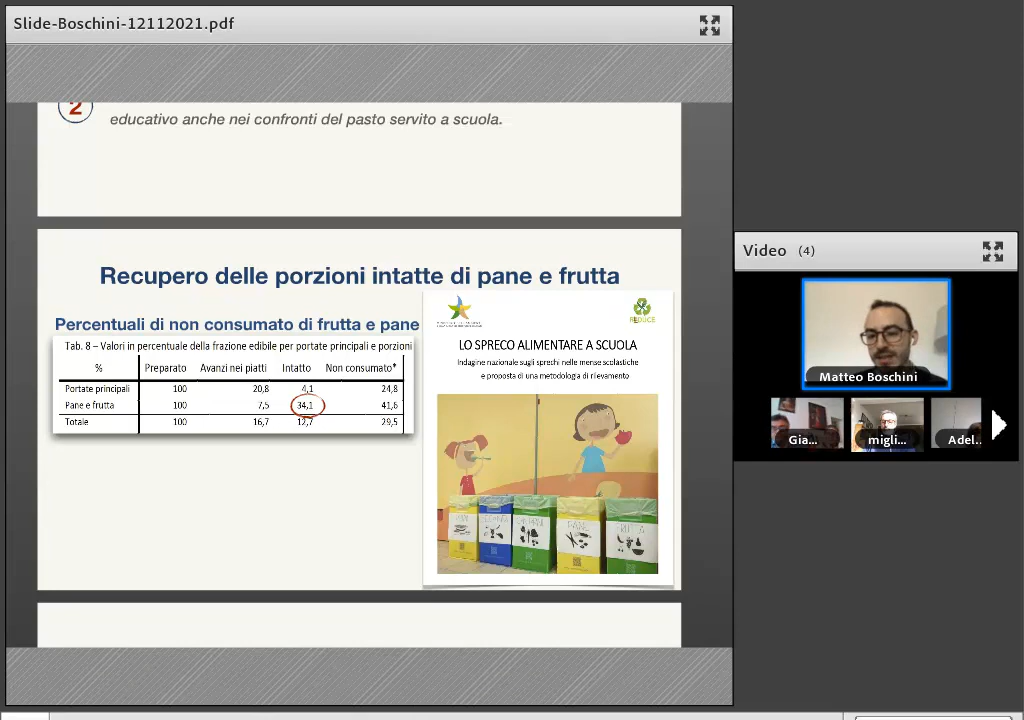 Slide-Boschini-12112021.pdf
2
educativo anche nei confronti del pasto servito a scuola.
Recupero delle porzioni intatte di pane e frutta
Percentuali di non consumato di frutta e pane
Tab. 8 – Valori in percentuale della frazione edibile per portate principali e porzioni
% Preparato Avanzi nei piatti Intatto Non consumato*
Portate principali 100 20,8 4,1 24,8
Pane e frutta 100 7,5 34,1 41,6
Totale 100 16,7 12,7 29,5
REDUCE
LO SPRECO ALIMENTARE A SCUOLA
Indagine nazionale sugli sprechi nelle mense scolastiche
e proposta di una metodologia di rilevamento
PANE
FRUTTA
Video (4)
Matteo Boschini
Gia...
migli...
Adel..